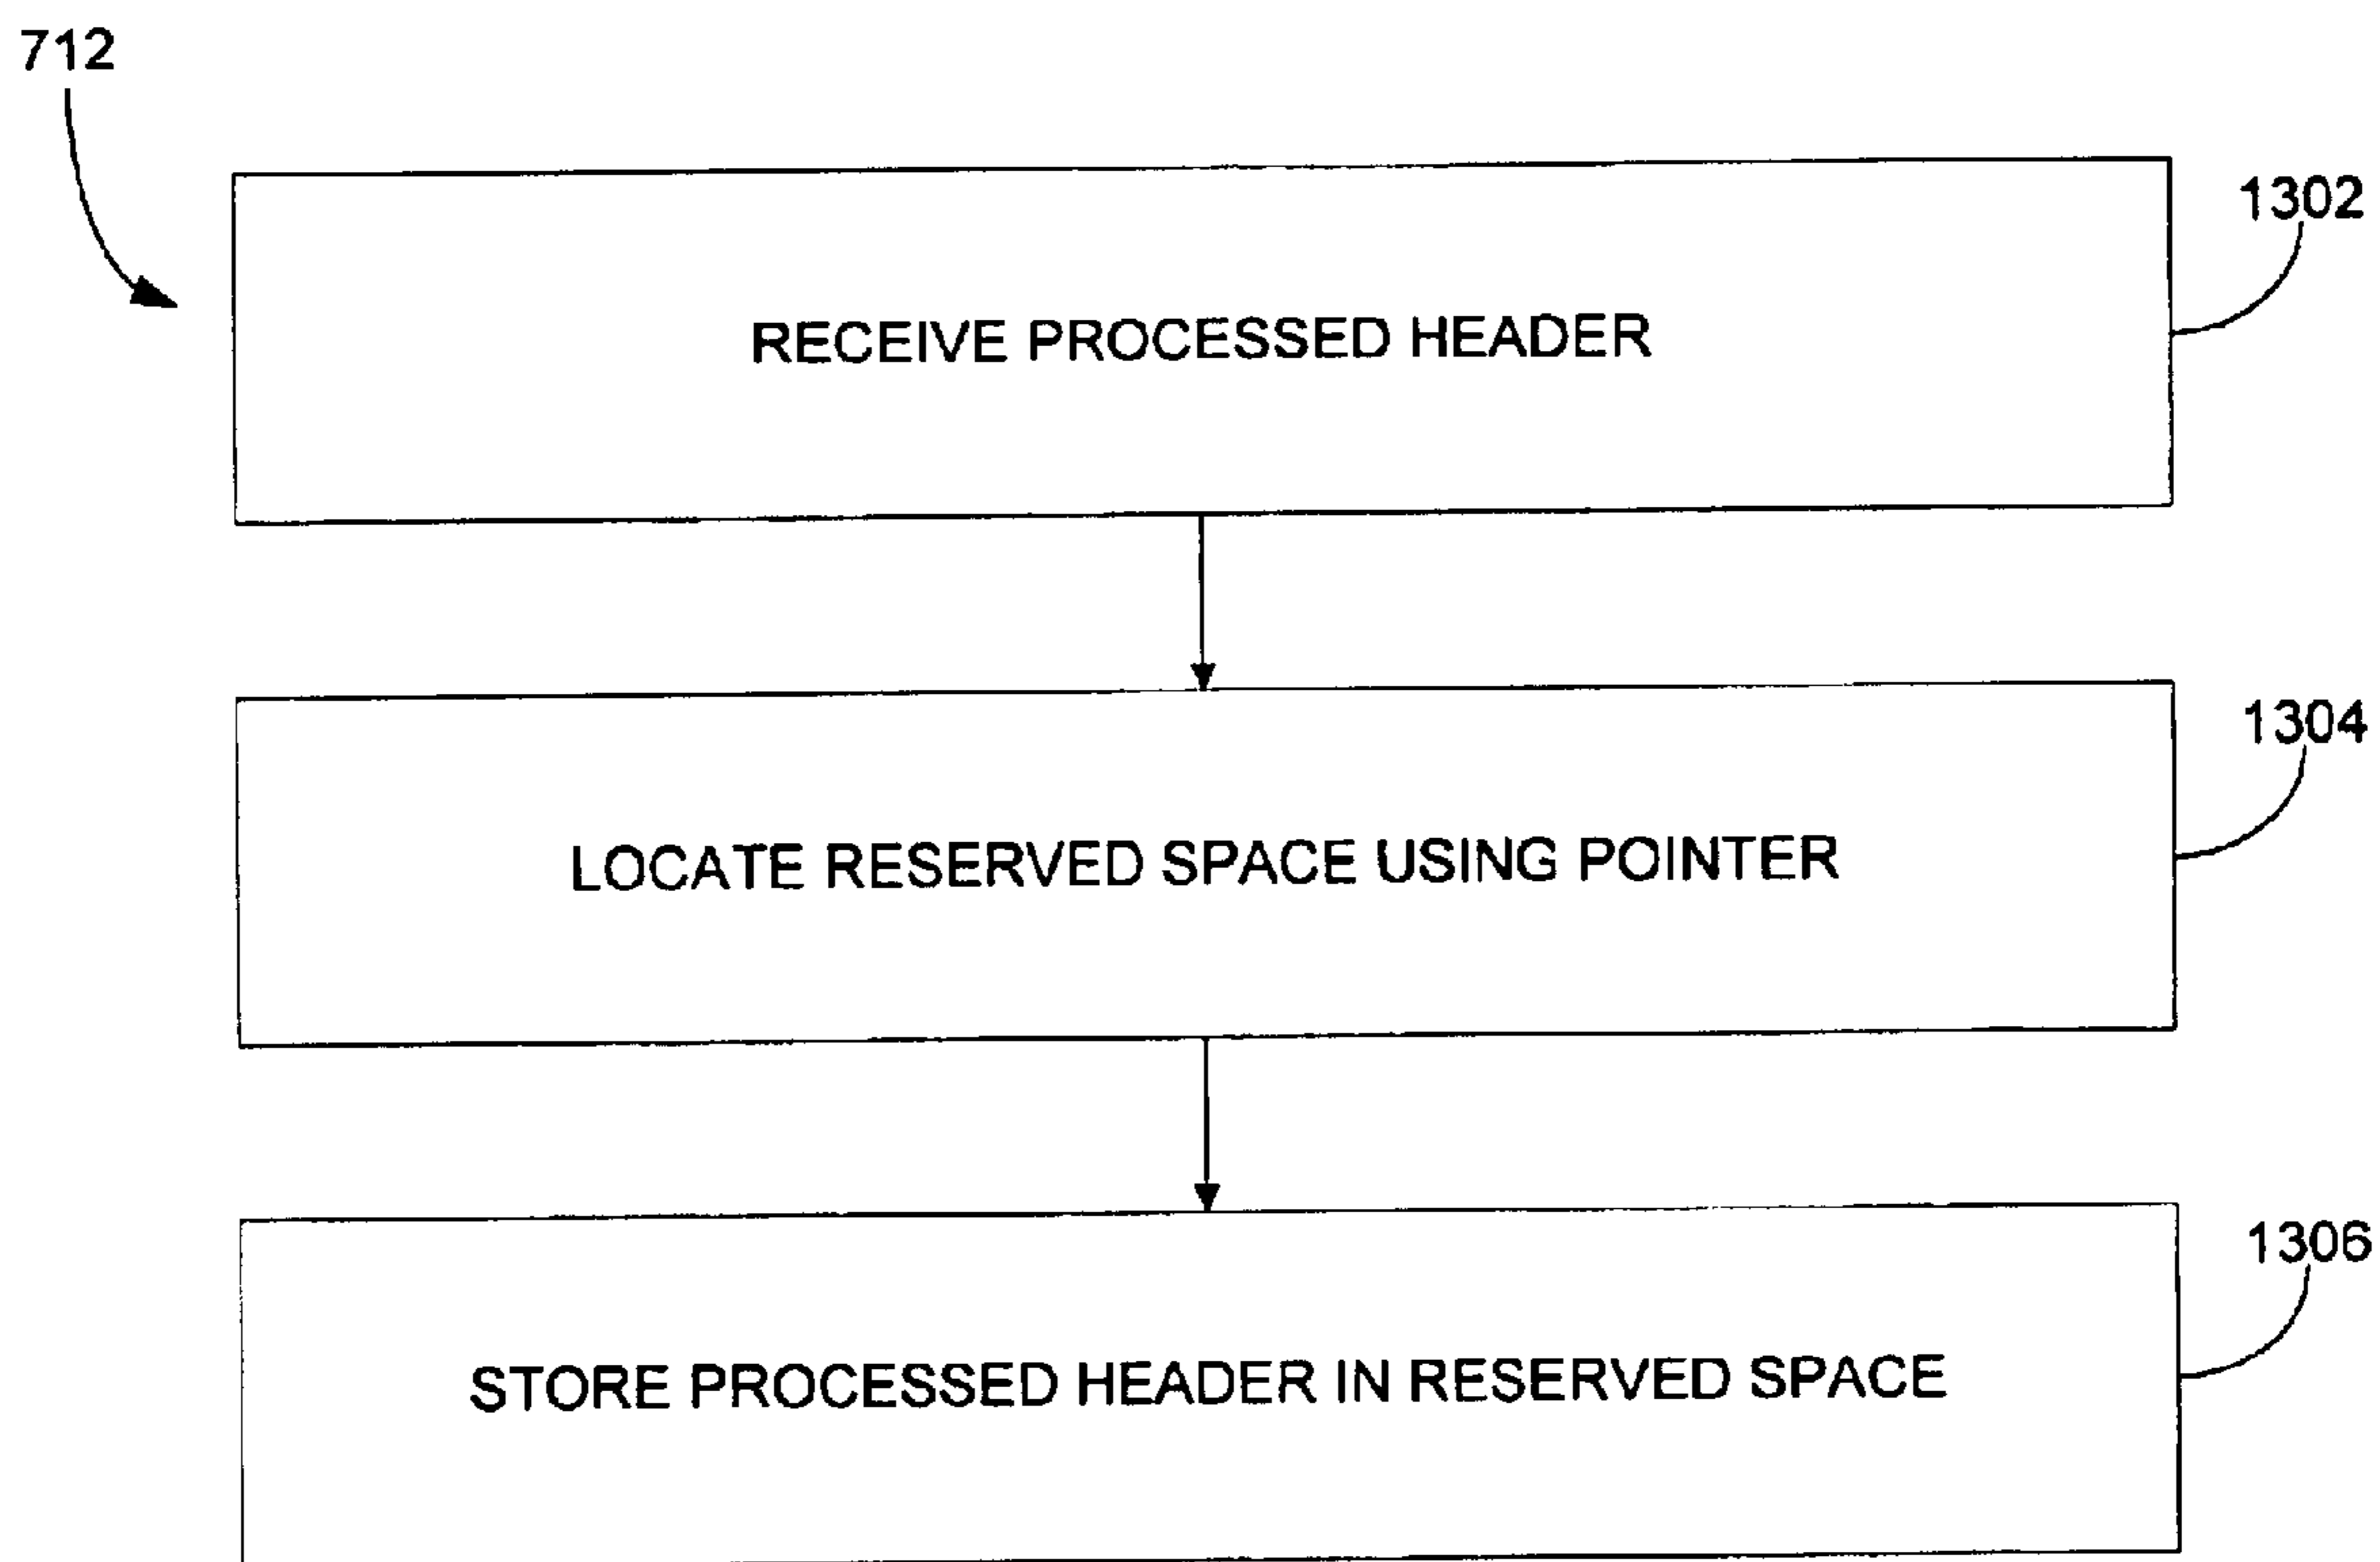 712
1302
RECEIVE PROCESSED HEADER
1304
LOCATE RESERVED SPACE USING POINTER
1306
STORE PROCESSED HEADER IN RESERVED SPACE